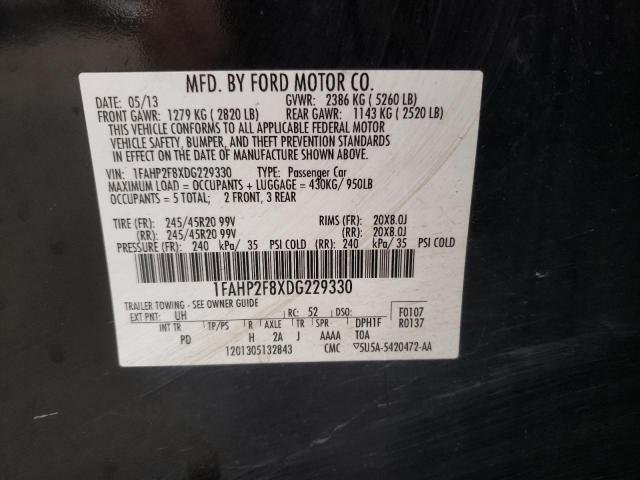 MFD. BY FORD MOTOR CO.
DATE: 05/13 GVWR: 2386 KG ( 5260 LB)
FRONT GAWR: 1279 KG ( 2820 LB) REAR GAWR: 1143 KG ( 2520 LB)
THIS VEHICLE CONFORMS TO ALL APPLICABLE FEDERAL MOTOR
VEHICLE SAFETY, BUMPER, AND THEFT PREVENTION STANDARDS
IN EFFECT ON THE DATE OF MANUFACTURE SHOWN ABOVE.
VIN: 1FAHP2F8XDG229330 TYPE: Passenger Car
MAXIMUM LOAD = OCCUPANTS + LUGGAGE = 430KG/ 950LB
OCCUPANTS = 5 TOTAL; 2 FRONT, 3 REAR
TIRE (FR): 245/45R20 99V RIMS (FR): 20X8.0J
(RR): 245/45R20 99V (RR): 20X8.0J
PRESSURE (FR): 240 kPa/ 35 PSI COLD (RR): 240 kPa/ 35 PSI COLD
1FAHP2F8XDG229330
TRAILER TOWING - SEE OWNER GUIDE
EXT PNT: UH RC: 52 DSO: F0107
INT TR TP/PS R AXLE TR SPR DPH1F R0137
PD H 2A J AAAA T0A
1201305132843 CMC 5U5A-5420472-AA